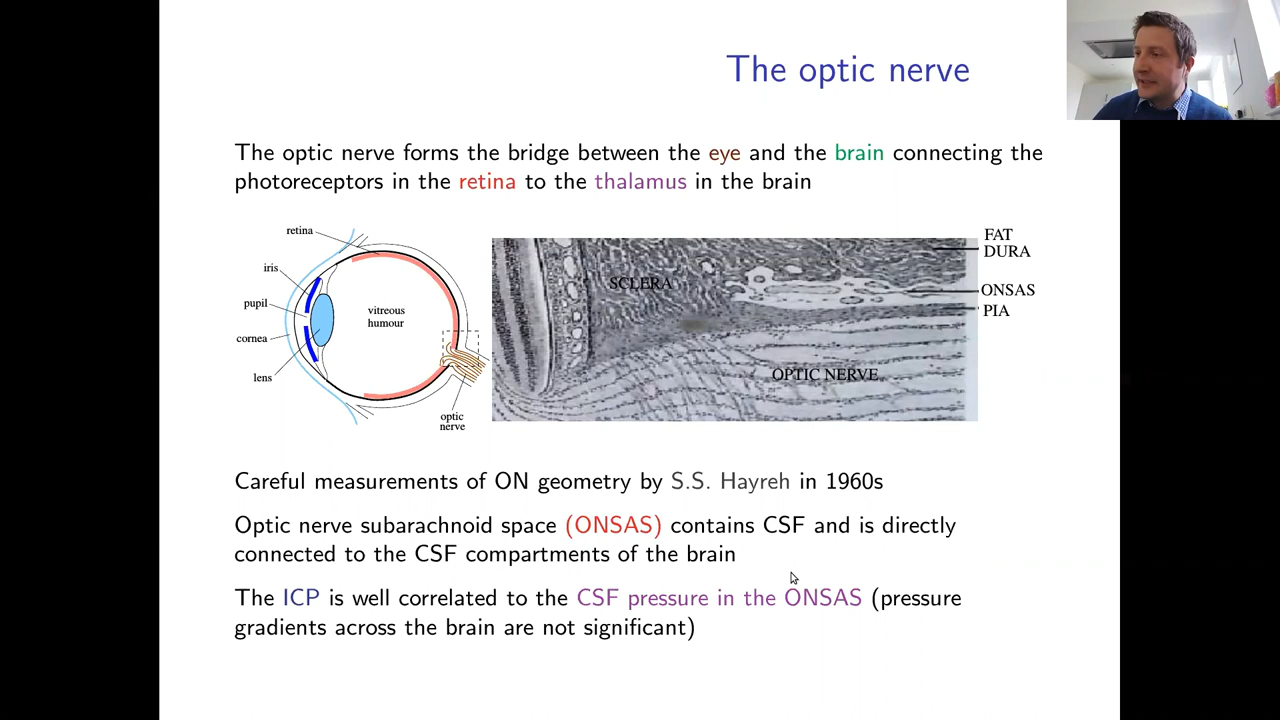 The optic nerve
The optic nerve forms the bridge between the eye and the brain connecting the
photoreceptors in the retina to the thalamus in the brain
retina
iris
pupil
cornea
lens
vitreous
humour
optic
nerve
SCLERA
OPTIC NERVE
FAT
DURA
ONSAS
PIA
Careful measurements of ON geometry by S.S. Hayreh in 1960s
Optic nerve subarachnoid space (ONSAS) contains CSF and is directly
connected to the CSF compartments of the brain
The ICP is well correlated to the CSF pressure in the ONSAS (pressure
gradients across the brain are not significant)